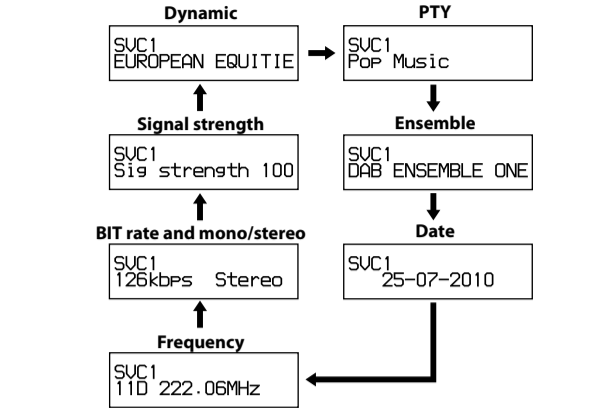 Dynamic
SVC1
EUROPEAN EQUITIE
PTY
SVC1
Pop Music
Signal strength
SVC1
Sig strength 100
Ensemble
SVC1
DAB ENSEMBLE ONE
BIT rate and mono/stereo
SVC1
126kbps Stereo
Date
SVC1
25-07-2010
Frequency
SVC1
11D 222.06MHz